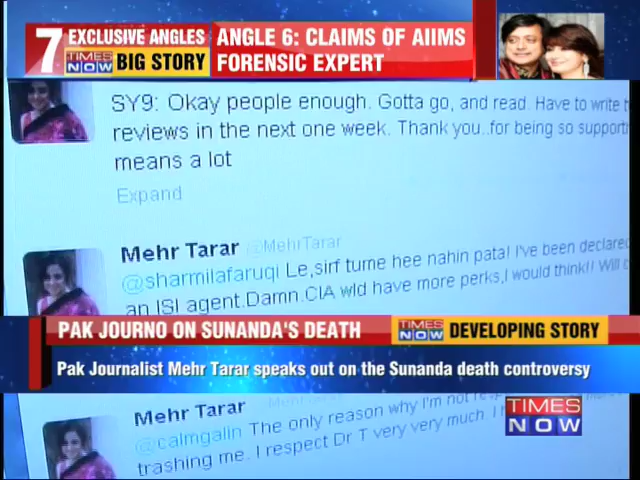 7 EXCLUSIVE ANGLES
TIMES NOW BIG STORY
ANGLE 6: CLAIMS OF AIIMS
FORENSIC EXPERT
SY9: Okay people enough. Gotta go, and read. Have to write
reviews in the next one week. Thank you..for being so
means a lot
Expand
Mehr Tarar @MehrTarar
@sharmilafaruqi Le,sirf tume hee nahin pata! I've been declared
an ISI agent.Damn.CIA wld have more perks,I would think!! Will
PAK JOURNO ON SUNANDA'S DEATH
TIMES NOW DEVELOPING STORY
Pak Journalist Mehr Tarar speaks out on the Sunanda death controversy
Mehr Tarar
@calmgalin The only reason why I'm not
trashing me. I respect Dr T very very much. I
TIMES
NOW